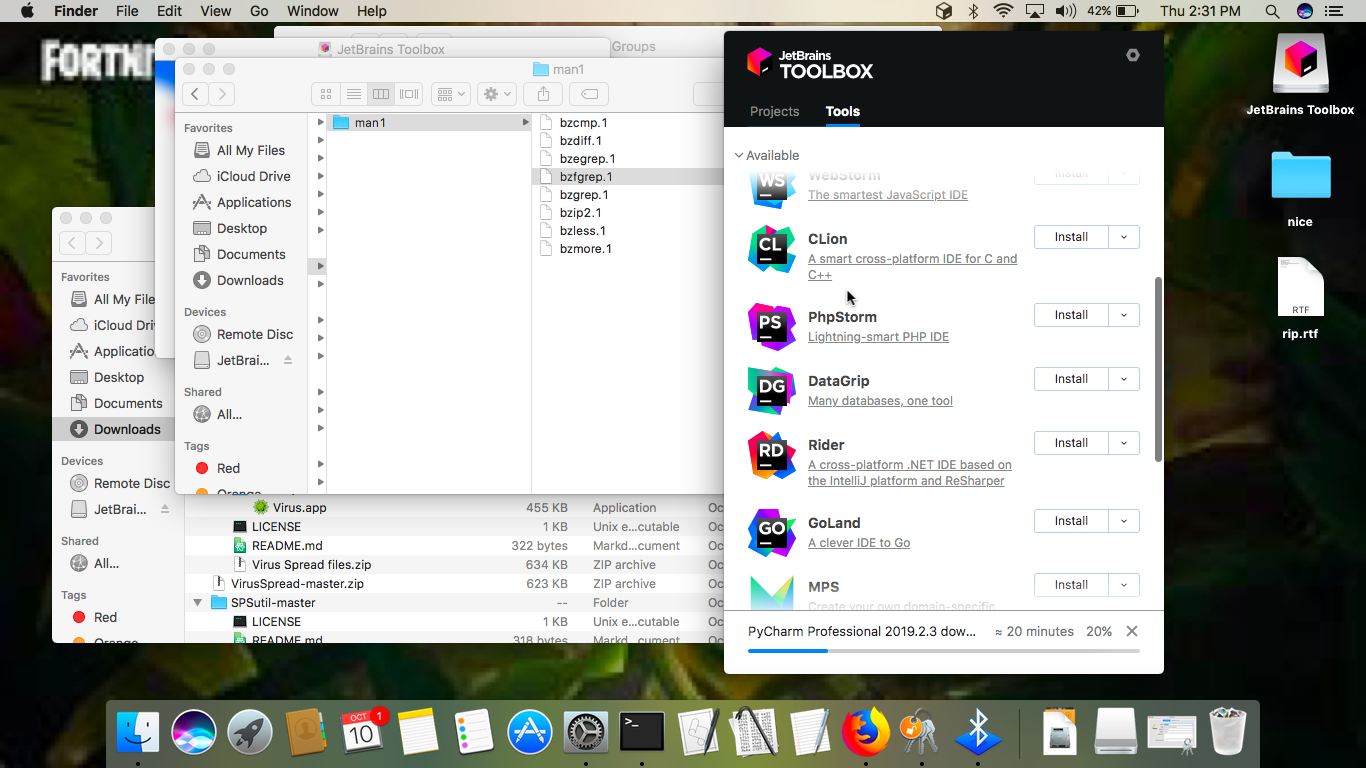 Finder File Edit View Go Window Help 42% Thu 2:31 PM
FORTNI
Groups
JetBrains Toolbox
man1
Favorites
All My Files
iCloud Drive
Applications
Desktop
Documents
Downloads
Devices
Remote Disc
JetBrai...
Shared
All...
Tags
Red
Orange
man1
bzcmp.1
bzdiff.1
bzegrep.1
bzfgrep.1
bzgrep.1
bzip2.1
bzless.1
bzmore.1
Favorites
All My File
iCloud Driv
Applicatio
Desktop
Documents
Downloads
Devices
Remote Disc
JetBrai...
Shared
All...
Tags
Red
Orange
Virus.app 455 KB Application Oc
LICENSE 1 KB Unix e...cutable Oc
README.md 322 bytes Markd...cument Oc
Virus Spread files.zip 634 KB ZIP archive Oc
VirusSpread-master.zip 623 KB ZIP archive Oc
SPSutil-master -- Folder Oc
LICENSE 1 KB Unix e...cutable Oc
README.md 318 bytes Markd...cument Oc
JetBrains
TOOLBOX
Projects Tools
Available
WS
WebStorm Install
The smartest JavaScript IDE
CL
CLion Install
A smart cross-platform IDE for C and
C++
PS
PhpStorm Install
Lightning-smart PHP IDE
DG
DataGrip Install
Many databases, one tool
RD
Rider Install
A cross-platform .NET IDE based on
the IntelliJ platform and ReSharper
GO
GoLand Install
A clever IDE to Go
MPS Install
Create your own domain-specific
PyCharm Professional 2019.2.3 dow... ≈ 20 minutes 20%
JetBrains Toolbox
nice
RTF
rip.rtf
OCT
10
1